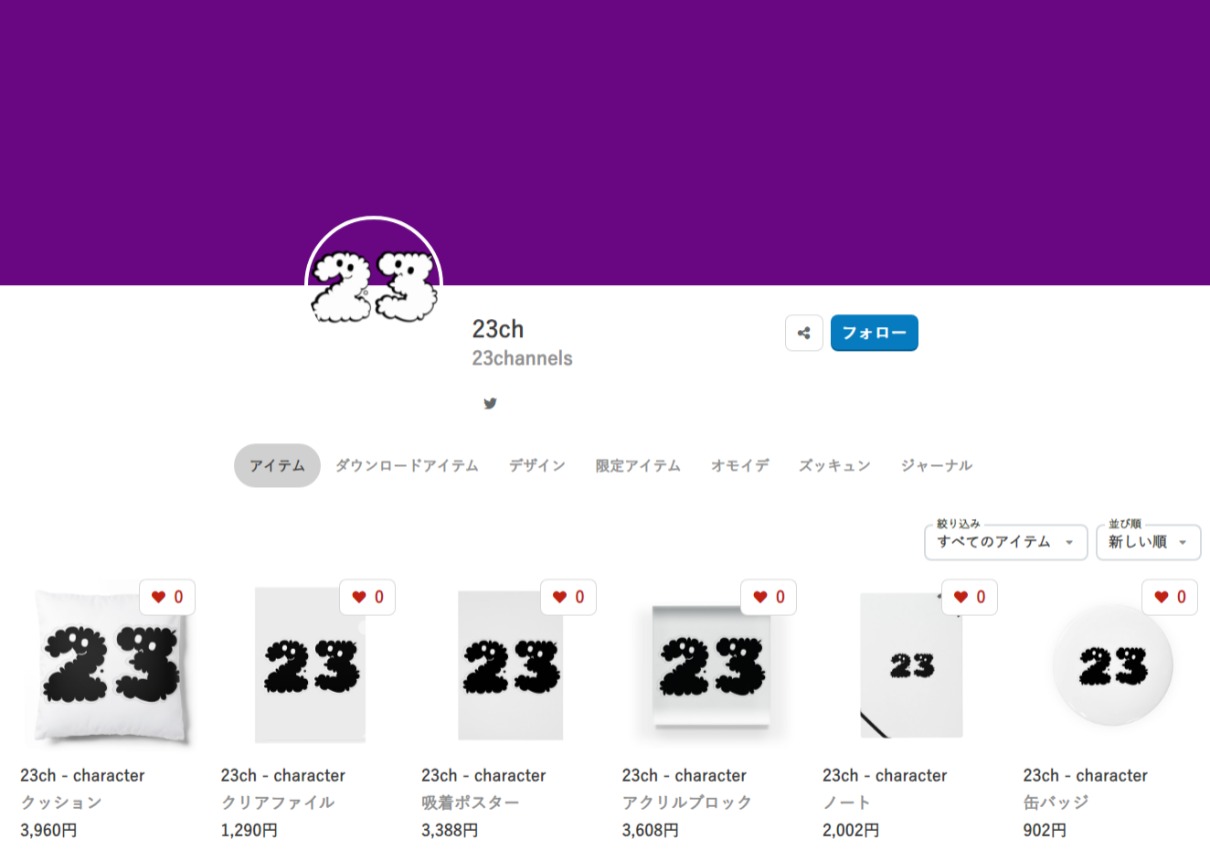 23
23ch
23channels
フォロー
アイテム ダウンロードアイテム デザイン 限定アイテム オモイデ ズッキュン ジャーナル
絞り込み 並び順
すべてのアイテム 新しい順
0 0 0 0 0 0
23 23 23 23 23 23
23ch - character 23ch - character 23ch - character 23ch - character 23ch - character 23ch - character
クッション クリアファイル 吸着ポスター アクリルブロック ノート 缶バッジ
3,960円 1,290円 3,388円 3,608円 2,002円 902円